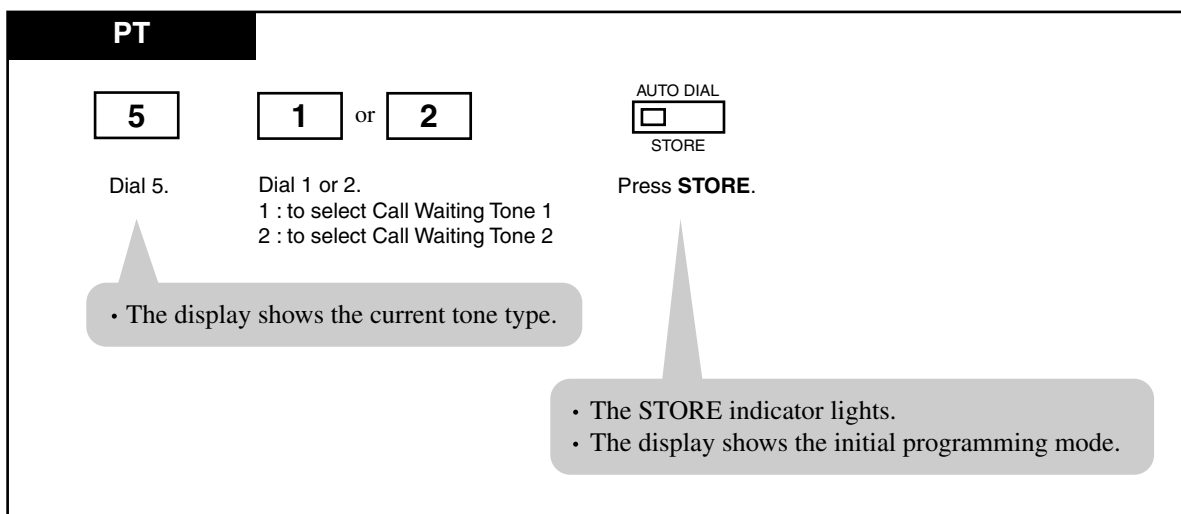 PT
5 1 or 2
AUTO DIAL
STORE
Dial 5.
Dial 1 or 2.
1 : to select Call Waiting Tone 1
2 : to select Call Waiting Tone 2
Press STORE.
• The display shows the current tone type.
• The STORE indicator lights.
• The display shows the initial programming mode.